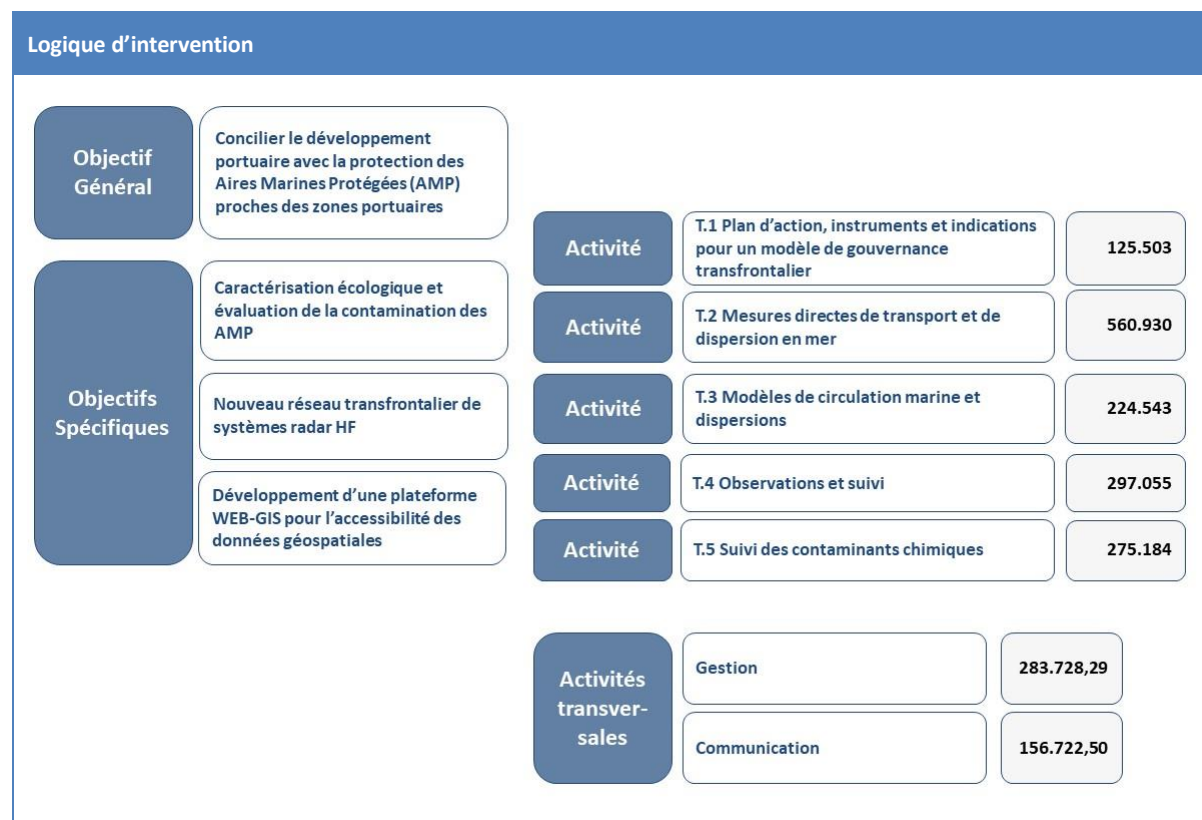 Logique d’intervention
Objectif
Général
Concilier le développement
portuaire avec la protection des
Aires Marines Protégées (AMP)
proches des zones portuaires
Objectifs
Spécifiques
Caractérisation écologique et
évaluation de la contamination des
AMP
Nouveau réseau transfrontalier de
systèmes radar HF
Développement d’une plateforme
WEB-GIS pour l’accessibilité des
données géospatiales
Activité
T.1 Plan d’action, instruments et indications
pour un modèle de gouvernance
transfrontalier
125.503
Activité
T.2 Mesures directes de transport et de
dispersion en mer
560.930
Activité
T.3 Modèles de circulation marine et
dispersions
224.543
Activité
T.4 Observations et suivi
297.055
Activité
T.5 Suivi des contaminants chimiques
275.184
Activités
transver-
sales
Gestion
283.728,29
Communication
156.722,50